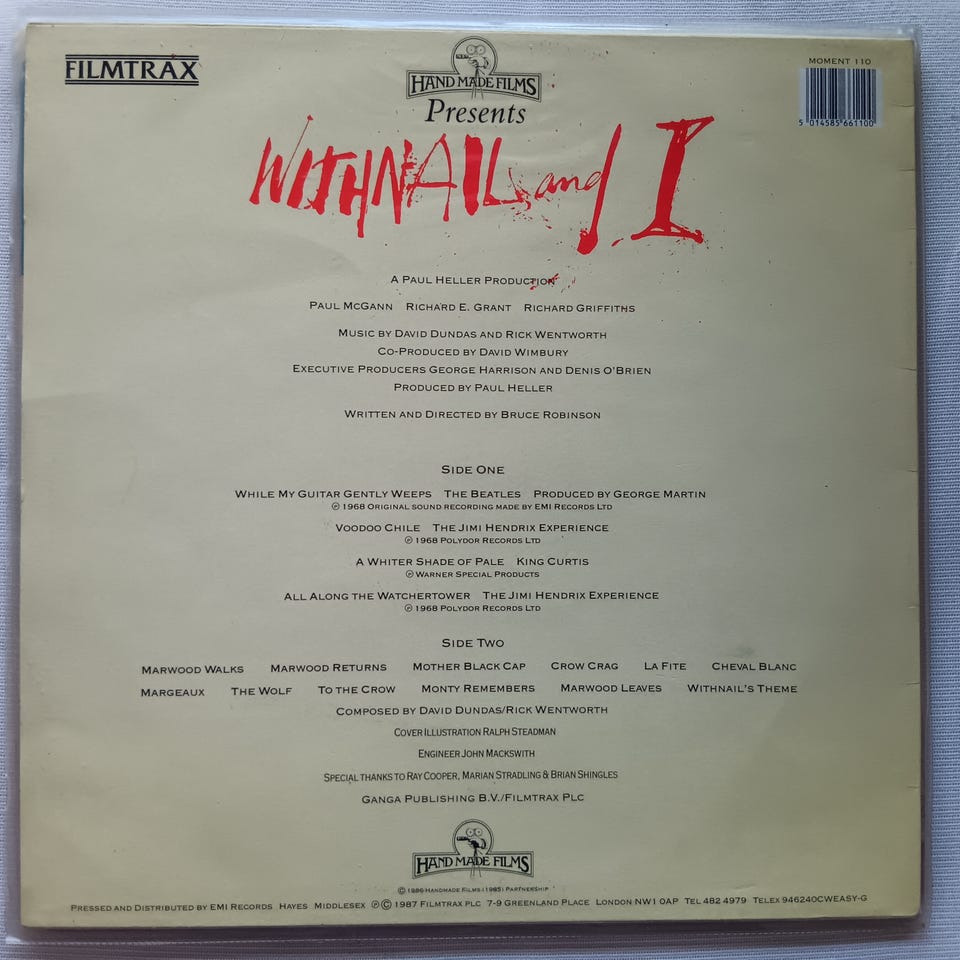 FILMTRAX
HAND MADE FILMS
MOMENT 110
5 014585 661100
Presents
WITHNAIL and I
A PAUL HELLER PRODUCTION
PAUL MCGANN RICHARD E. GRANT RICHARD GRIFFITHS
MUSIC BY DAVID DUNDAS AND RICK WENTWORTH
CO-PRODUCED BY DAVID WIMBURY
EXECUTIVE PRODUCERS GEORGE HARRISON AND DENIS O'BRIEN
PRODUCED BY PAUL HELLER
WRITTEN AND DIRECTED BY BRUCE ROBINSON
SIDE ONE
WHILE MY GUITAR GENTLY WEEPS THE BEATLES PRODUCED BY GEORGE MARTIN
℗ 1968 ORIGINAL SOUND RECORDING MADE BY EMI RECORDS LTD
VOODOO CHILE THE JIMI HENDRIX EXPERIENCE
℗ 1968 POLYDOR RECORDS LTD
A WHITER SHADE OF PALE KING CURTIS
℗ WARNER SPECIAL PRODUCTS
ALL ALONG THE WATCHERTOWER THE JIMI HENDRIX EXPERIENCE
℗ 1968 POLYDOR RECORDS LTD
SIDE TWO
MARWOOD WALKS MARWOOD RETURNS MOTHER BLACK CAP CROW CRAG LA FITE CHEVAL BLANC
MARGEAUX THE WOLF TO THE CROW MONTY REMEMBERS MARWOOD LEAVES WITHNAIL'S THEME
COMPOSED BY DAVID DUNDAS/RICK WENTWORTH
COVER ILLUSTRATION RALPH STEADMAN
ENGINEER JOHN MACKSWITH
SPECIAL THANKS TO RAY COOPER, MARIAN STRADLING & BRIAN SHINGLES
GANGA PUBLISHING B.V./FILMTRAX PLC
HAND MADE FILMS
© 1986 HANDMADE FILMS (1985) PARTNERSHIP
PRESSED AND DISTRIBUTED BY EMI RECORDS HAYES MIDDLESEX ℗ © 1987 FILMTRAX PLC 7-9 GREENLAND PLACE LONDON NW1 0AP TEL 482 4979 TELEX 946240CWEASY-G